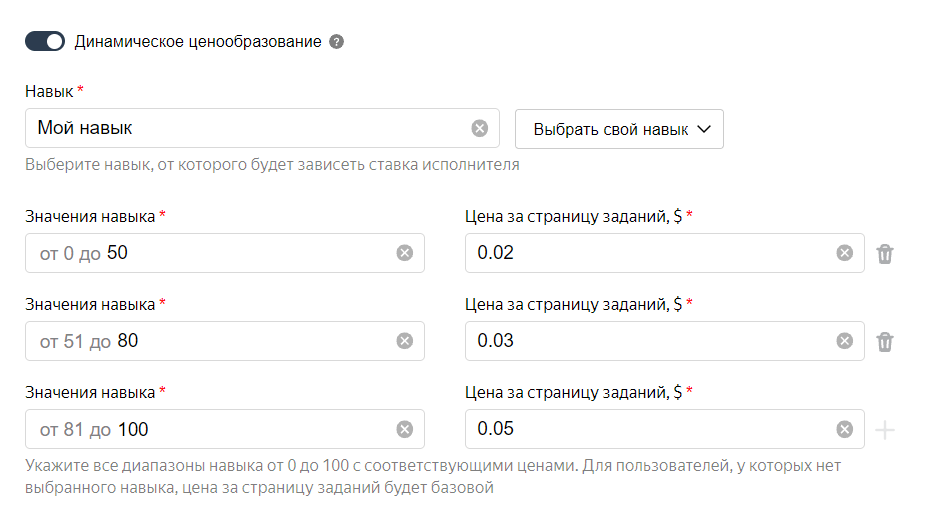 Динамическое ценообразование ?
Навык *
Мой навык
Выбрать свой навык
Выберите навык, от которого будет зависеть ставка исполнителя
Значения навыка * Цена за страницу заданий, $ *
от 0 до 50 0.02
Значения навыка * Цена за страницу заданий, $ *
от 51 до 80 0.03
Значения навыка * Цена за страницу заданий, $ *
от 81 до 100 0.05
Укажите все диапазоны навыка от 0 до 100 с соответствующими ценами. Для пользователей, у которых нет
выбранного навыка, цена за страницу заданий будет базовой